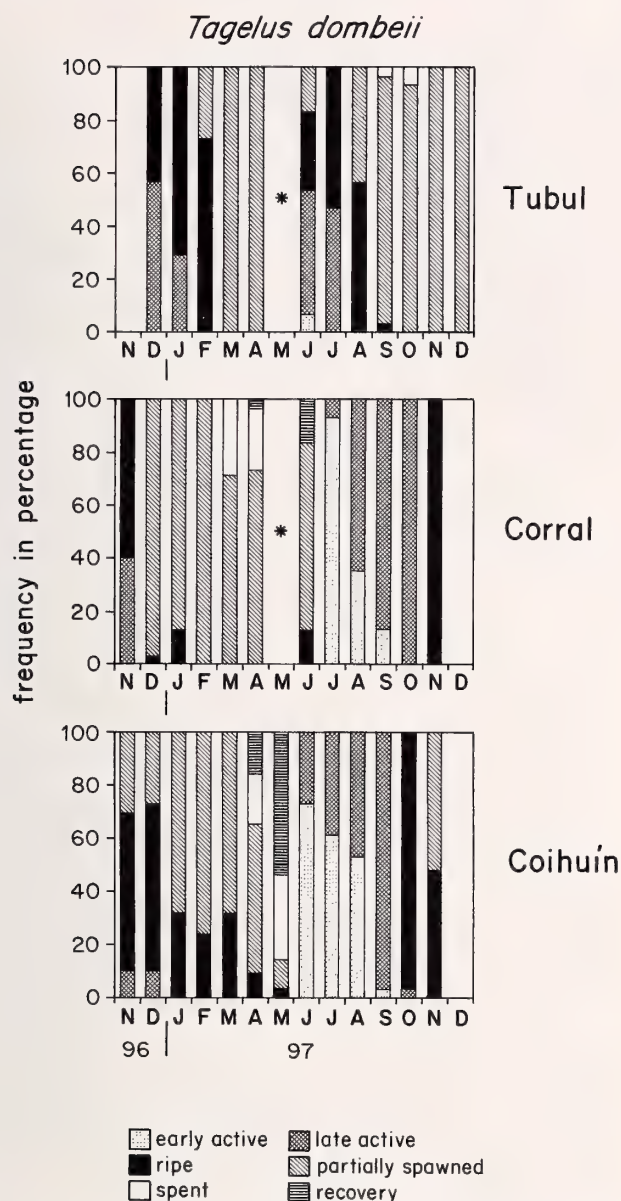 Tagelus dombeii
frequency in percentage
100
80
60
40
20
0
*
N D J F M A M J J A S O N D
Tubul
100
80
60
40
20
0
*
N D J F M A M J J A S O N D
Corral
100
80
60
40
20
0
N D J F M A M J J A S O N D
Coihuín
96 97
early active late active
ripe partially spawned
spent recovery